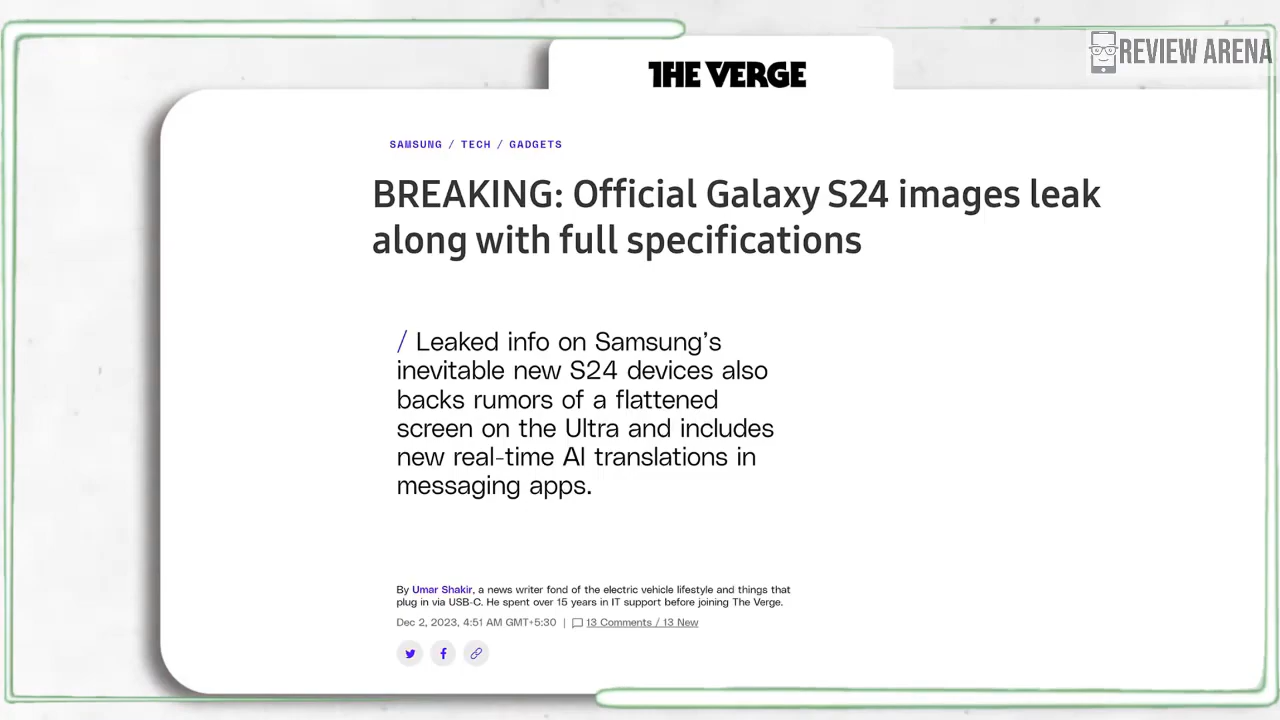 REVIEW ARENA
THE VERGE
SAMSUNG / TECH / GADGETS
BREAKING: Official Galaxy S24 images leak
along with full specifications
/ Leaked info on Samsung’s
inevitable new S24 devices also
backs rumors of a flattened
screen on the Ultra and includes
new real-time AI translations in
messaging apps.
By Umar Shakir, a news writer fond of the electric vehicle lifestyle and things that
plug in via USB-C. He spent over 15 years in IT support before joining The Verge.
Dec 2, 2023, 4:51 AM GMT+5:30 | 13 Comments / 13 New